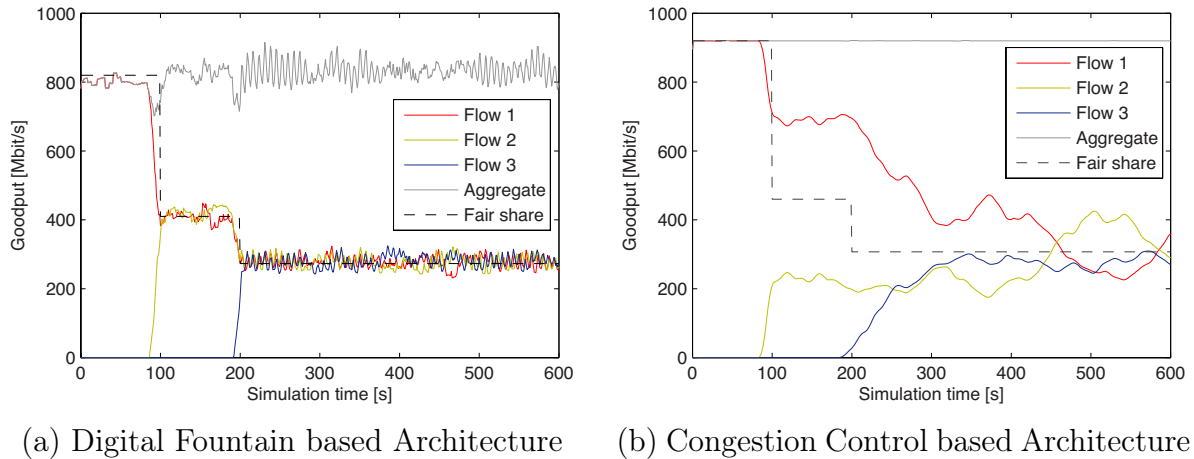 1000
800
600
400
200
0
Goodput [Mbit/s]
0 100 200 300 400 500 600
Simulation time [s]
Flow 1
Flow 2
Flow 3
Aggregate
Fair share
(a) Digital Fountain based Architecture
1000
800
600
400
200
0
Goodput [Mbit/s]
0 100 200 300 400 500 600
Simulation time [s]
Flow 1
Flow 2
Flow 3
Aggregate
Fair share
(b) Congestion Control based Architecture